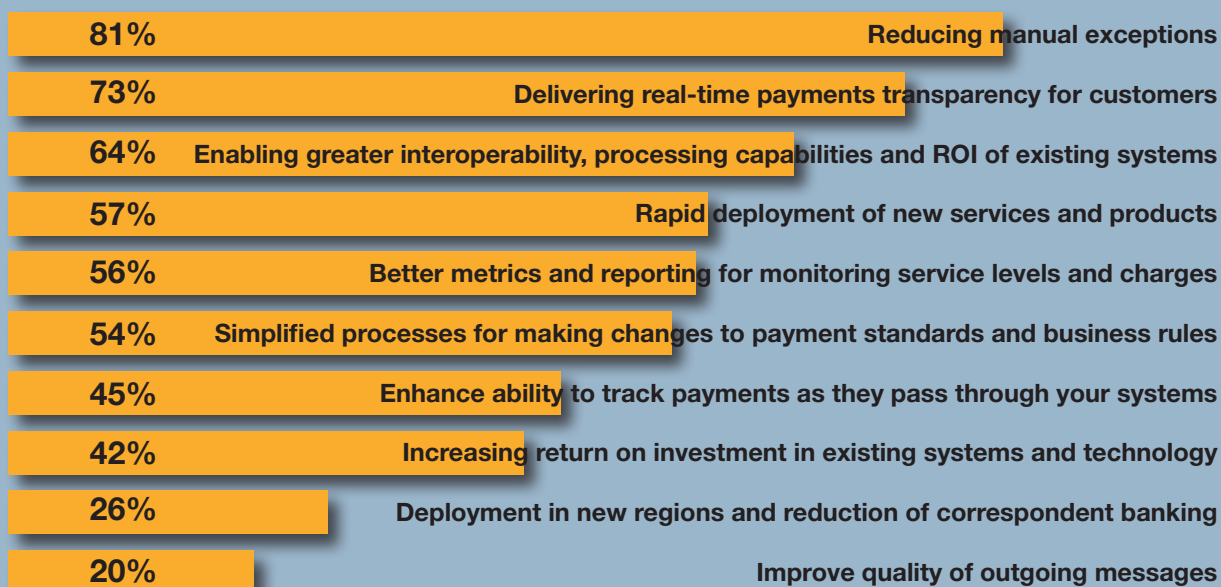 81% Reducing manual exceptions
73% Delivering real-time payments transparency for customers
64% Enabling greater interoperability, processing capabilities and ROI of existing systems
57% Rapid deployment of new services and products
56% Better metrics and reporting for monitoring service levels and charges
54% Simplified processes for making changes to payment standards and business rules
45% Enhance ability to track payments as they pass through your systems
42% Increasing return on investment in existing systems and technology
26% Deployment in new regions and reduction of correspondent banking
20% Improve quality of outgoing messages